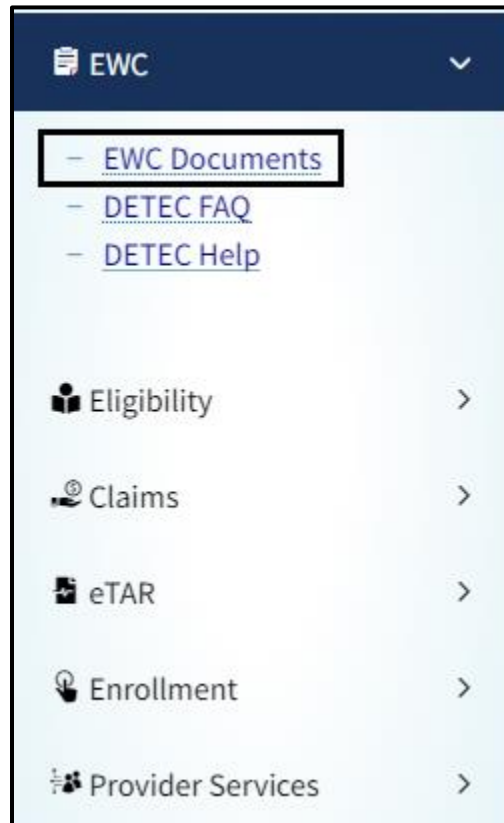 EWC
– EWC Documents
– DETEC FAQ
– DETEC Help
Eligibility
Claims
eTAR
Enrollment
Provider Services